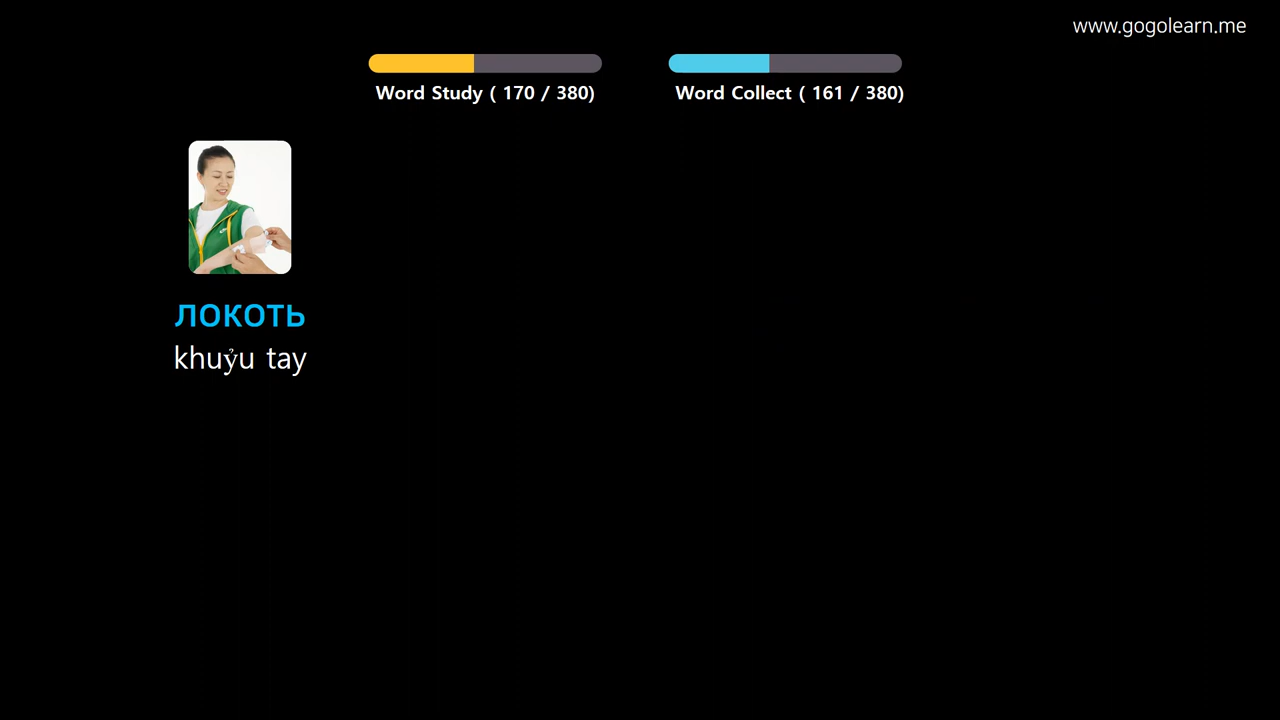 www.gogolearn.me
Word Study ( 170 / 380)
Word Collect ( 161 / 380)
локоть
khuỷu tay